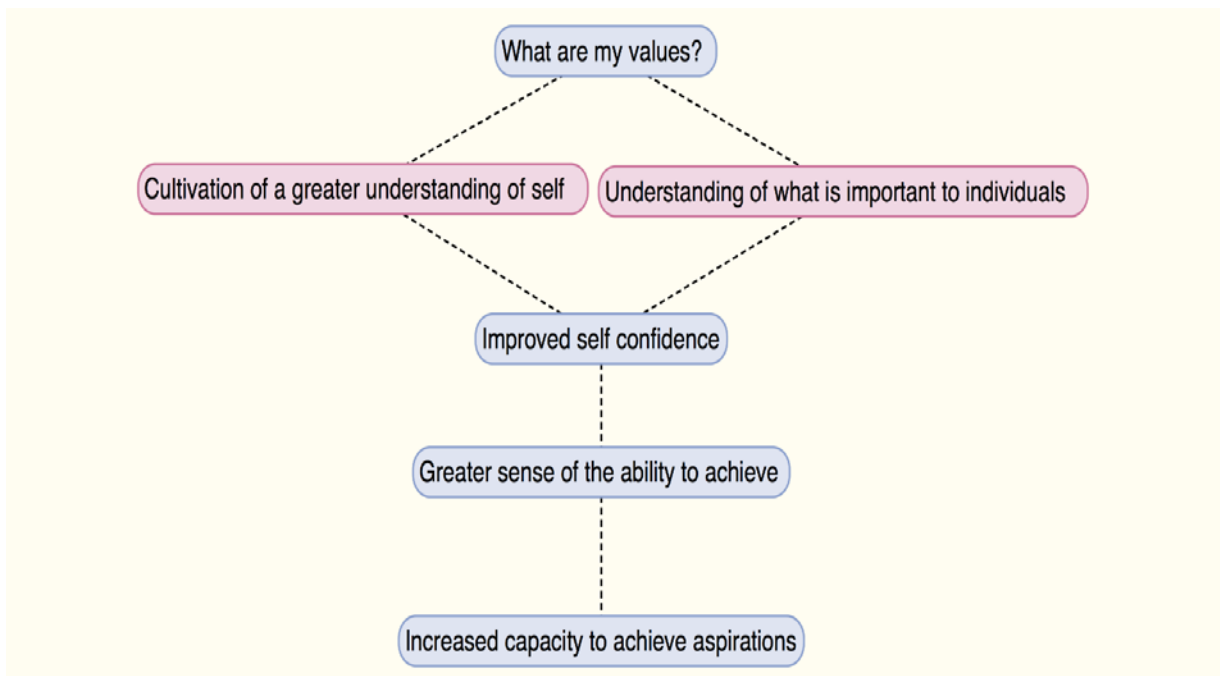 What are my values?
Cultivation of a greater understanding of self
Understanding of what is important to individuals
Improved self confidence
Greater sense of the ability to achieve
Increased capacity to achieve aspirations